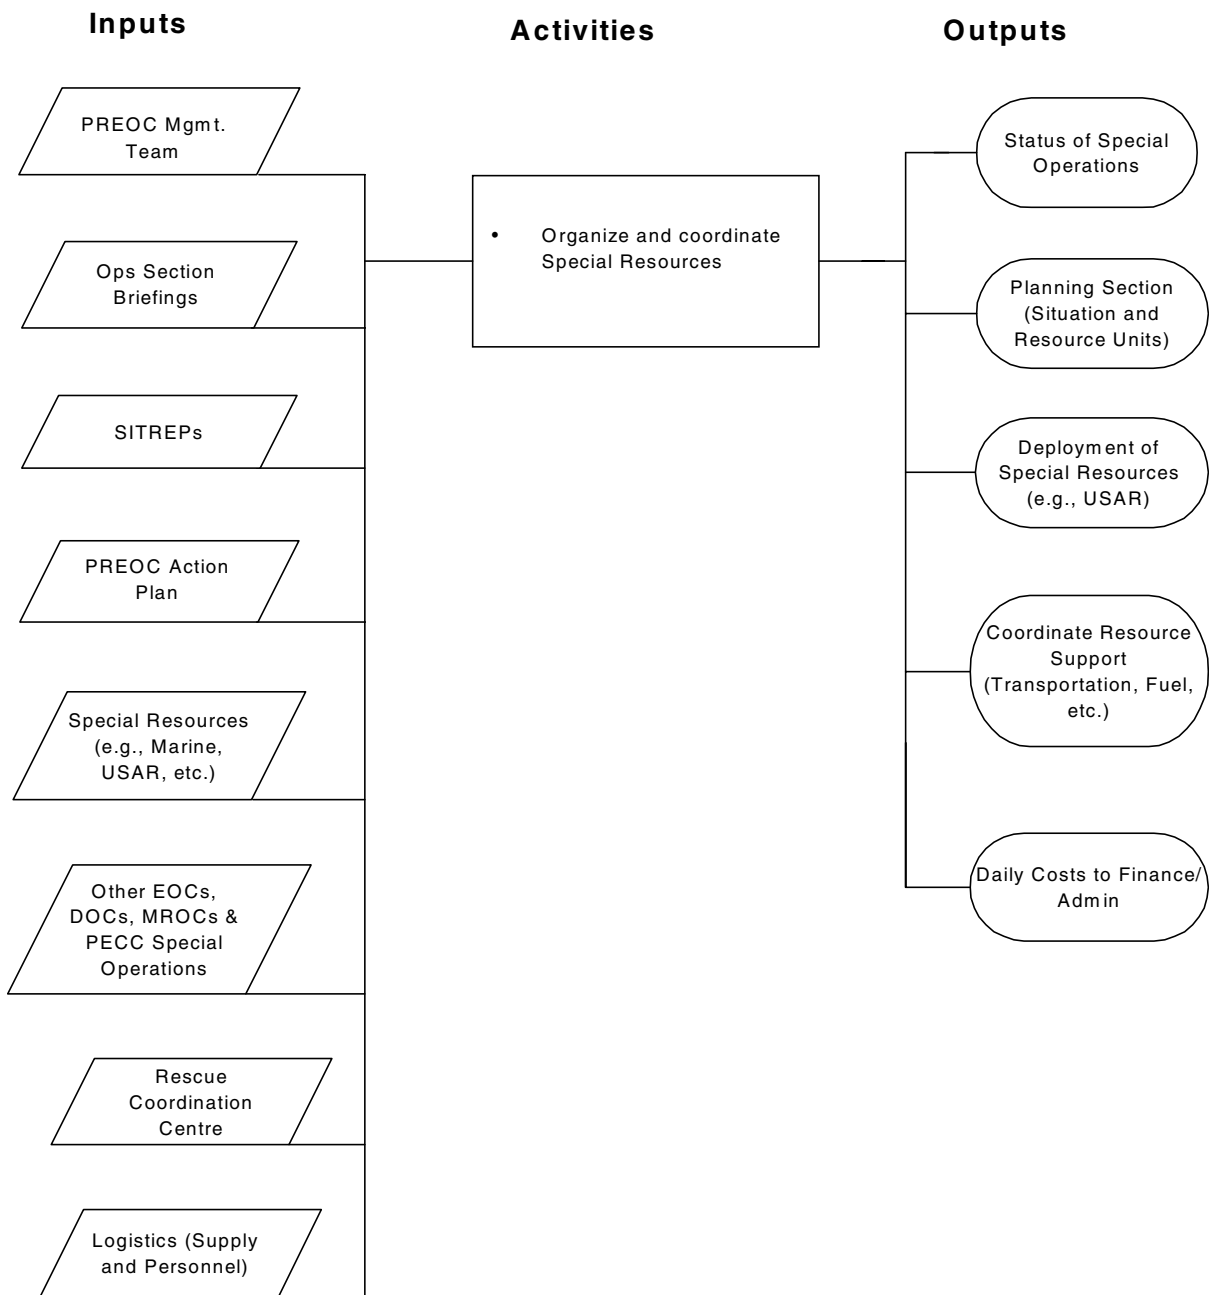 Inputs
Activities
Outputs
PREOC Mgmt.
Team
Ops Section
Briefings
SITREPs
PREOC Action
Plan
Special Resources
(e.g., Marine,
USAR, etc.)
Other EOCs,
DOCs, MROCs &
PECC Special
Operations
Rescue
Coordination
Centre
Logistics (Supply
and Personnel)
• Organize and coordinate
Special Resources
Status of Special
Operations
Planning Section
(Situation and
Resource Units)
Deployment of
Special Resources
(e.g., USAR)
Coordinate Resource
Support
(Transportation, Fuel,
etc.)
Daily Costs to Finance/
Admin